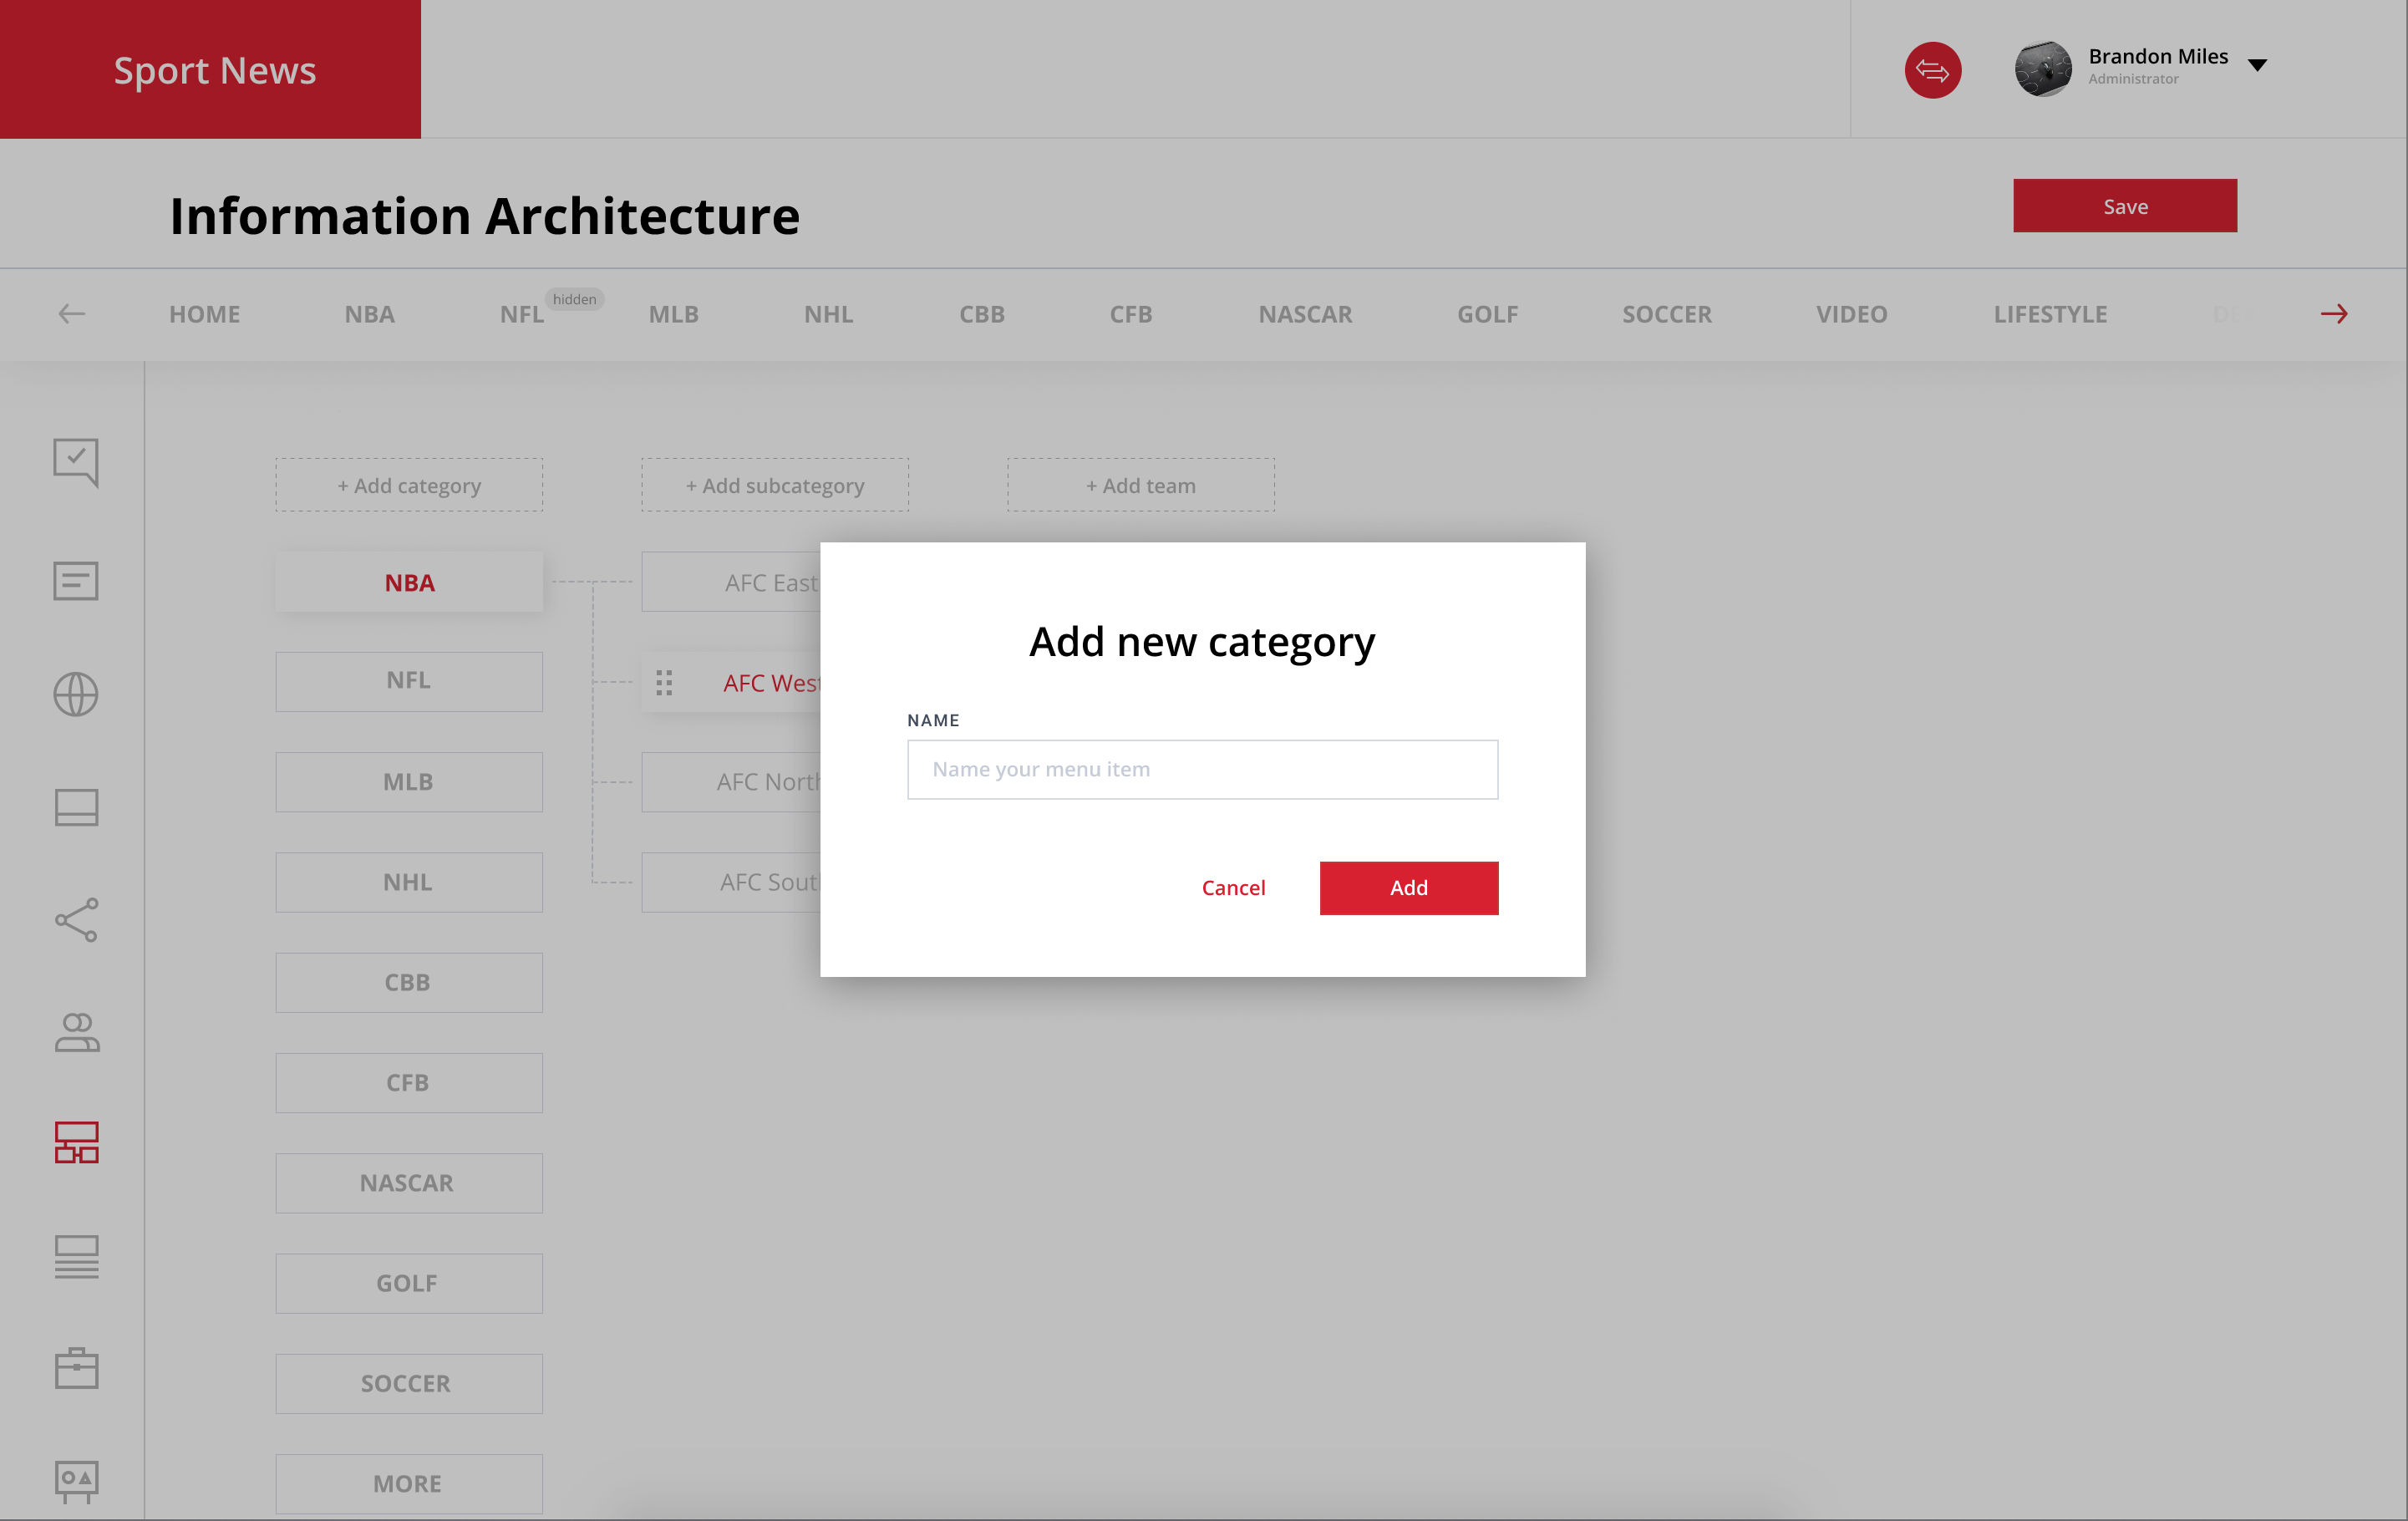 Sport News
Brandon Miles
Administrator
Information Architecture
Save
HOME NBA NFL hidden MLB NHL CBB CFB NASCAR GOLF SOCCER VIDEO LIFESTYLE
+ Add category
+ Add subcategory
+ Add team
NBA
AFC East
NFL
AFC West
MLB
AFC North
NHL
AFC Sout
CBB
CFB
NASCAR
GOLF
SOCCER
MORE
Add new category
NAME
Name your menu item
Cancel
Add